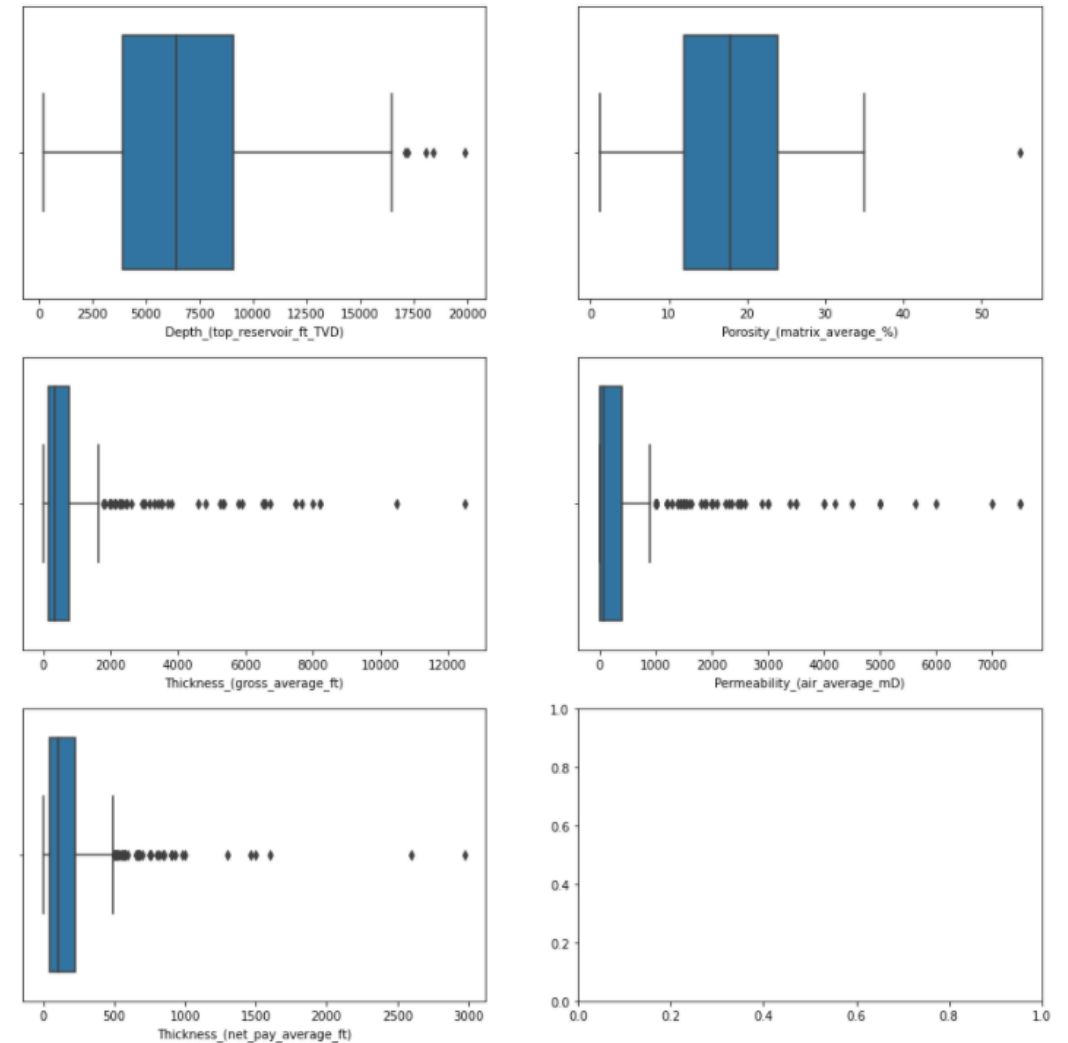 0 2500 5000 7500 10000 12500 15000 17500 20000
Depth_(top_reservoir_ft_TVD)
0 10 20 30 40 50
Porosity_(matrix_average_%)
0 2000 4000 6000 8000 10000 12000
Thickness_(gross_average_ft)
0 1000 2000 3000 4000 5000 6000 7000
Permeability_(air_average_mD)
0 500 1000 1500 2000 2500 3000
Thickness_(net_pay_average_ft)
1.0
0.8
0.6
0.4
0.2
0.0
0.0 0.2 0.4 0.6 0.8 1.0